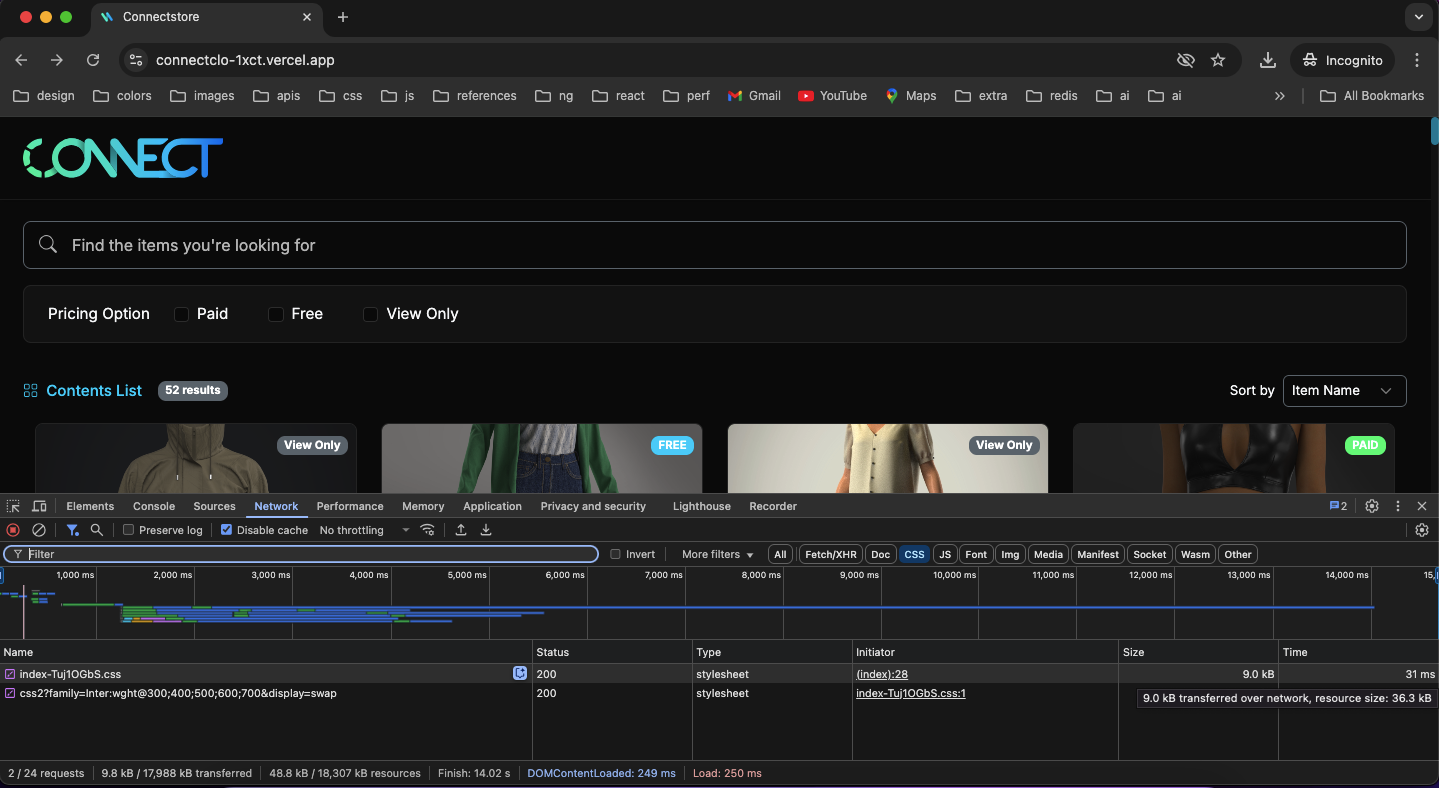 Connectstore
connectclo-1xct.vercel.app
Incognito
design colors images apis css js references ng react perf Gmail YouTube Maps extra redis ai ai » All Bookmarks
CONNECT
Find the items you're looking for
Pricing Option Paid Free View Only
Contents List 52 results Sort by Item Name
View Only FREE View Only PAID
Elements Console Sources Network Performance Memory Application Privacy and security Lighthouse Recorder 2
Preserve log Disable cache No throttling
Filter Invert More filters All Fetch/XHR Doc CSS JS Font Img Media Manifest Socket Wasm Other
1,000 ms 2,000 ms 3,000 ms 4,000 ms 5,000 ms 6,000 ms 7,000 ms 8,000 ms 9,000 ms 10,000 ms 11,000 ms 12,000 ms 13,000 ms 14,000 ms 15,
Name Status Type Initiator Size Time
index-Tuj1OGbS.css 200 stylesheet (index):28 9.0 kB 31 ms
css2?family=Inter:wght@300;400;500;600;700&display=swap 200 stylesheet index-Tuj1OGbS.css:1
9.0 kB transferred over network, resource size: 36.3 kB
2 / 24 requests 9.8 kB / 17,988 kB transferred 48.8 kB / 18,307 kB resources Finish: 14.02 s DOMContentLoaded: 249 ms Load: 250 ms